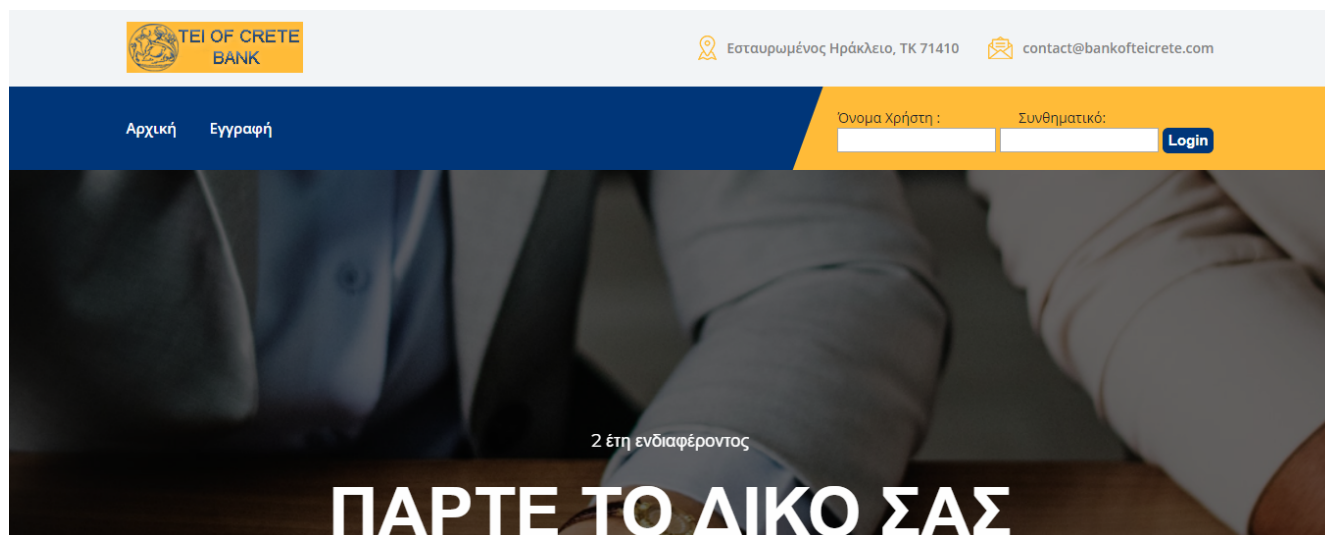 TEI OF CRETE
BANK
Εσταυρωμένος Ηράκλειο, ΤΚ 71410
contact@bankofteicrete.com
Αρχική
Εγγραφή
Όνομα Χρήστη :
Συνθηματικό:
Login
2 έτη ενδιαφέροντος
ΠΑΡΤΕ ΤΟ ΔΙΚΟ ΣΑΣ